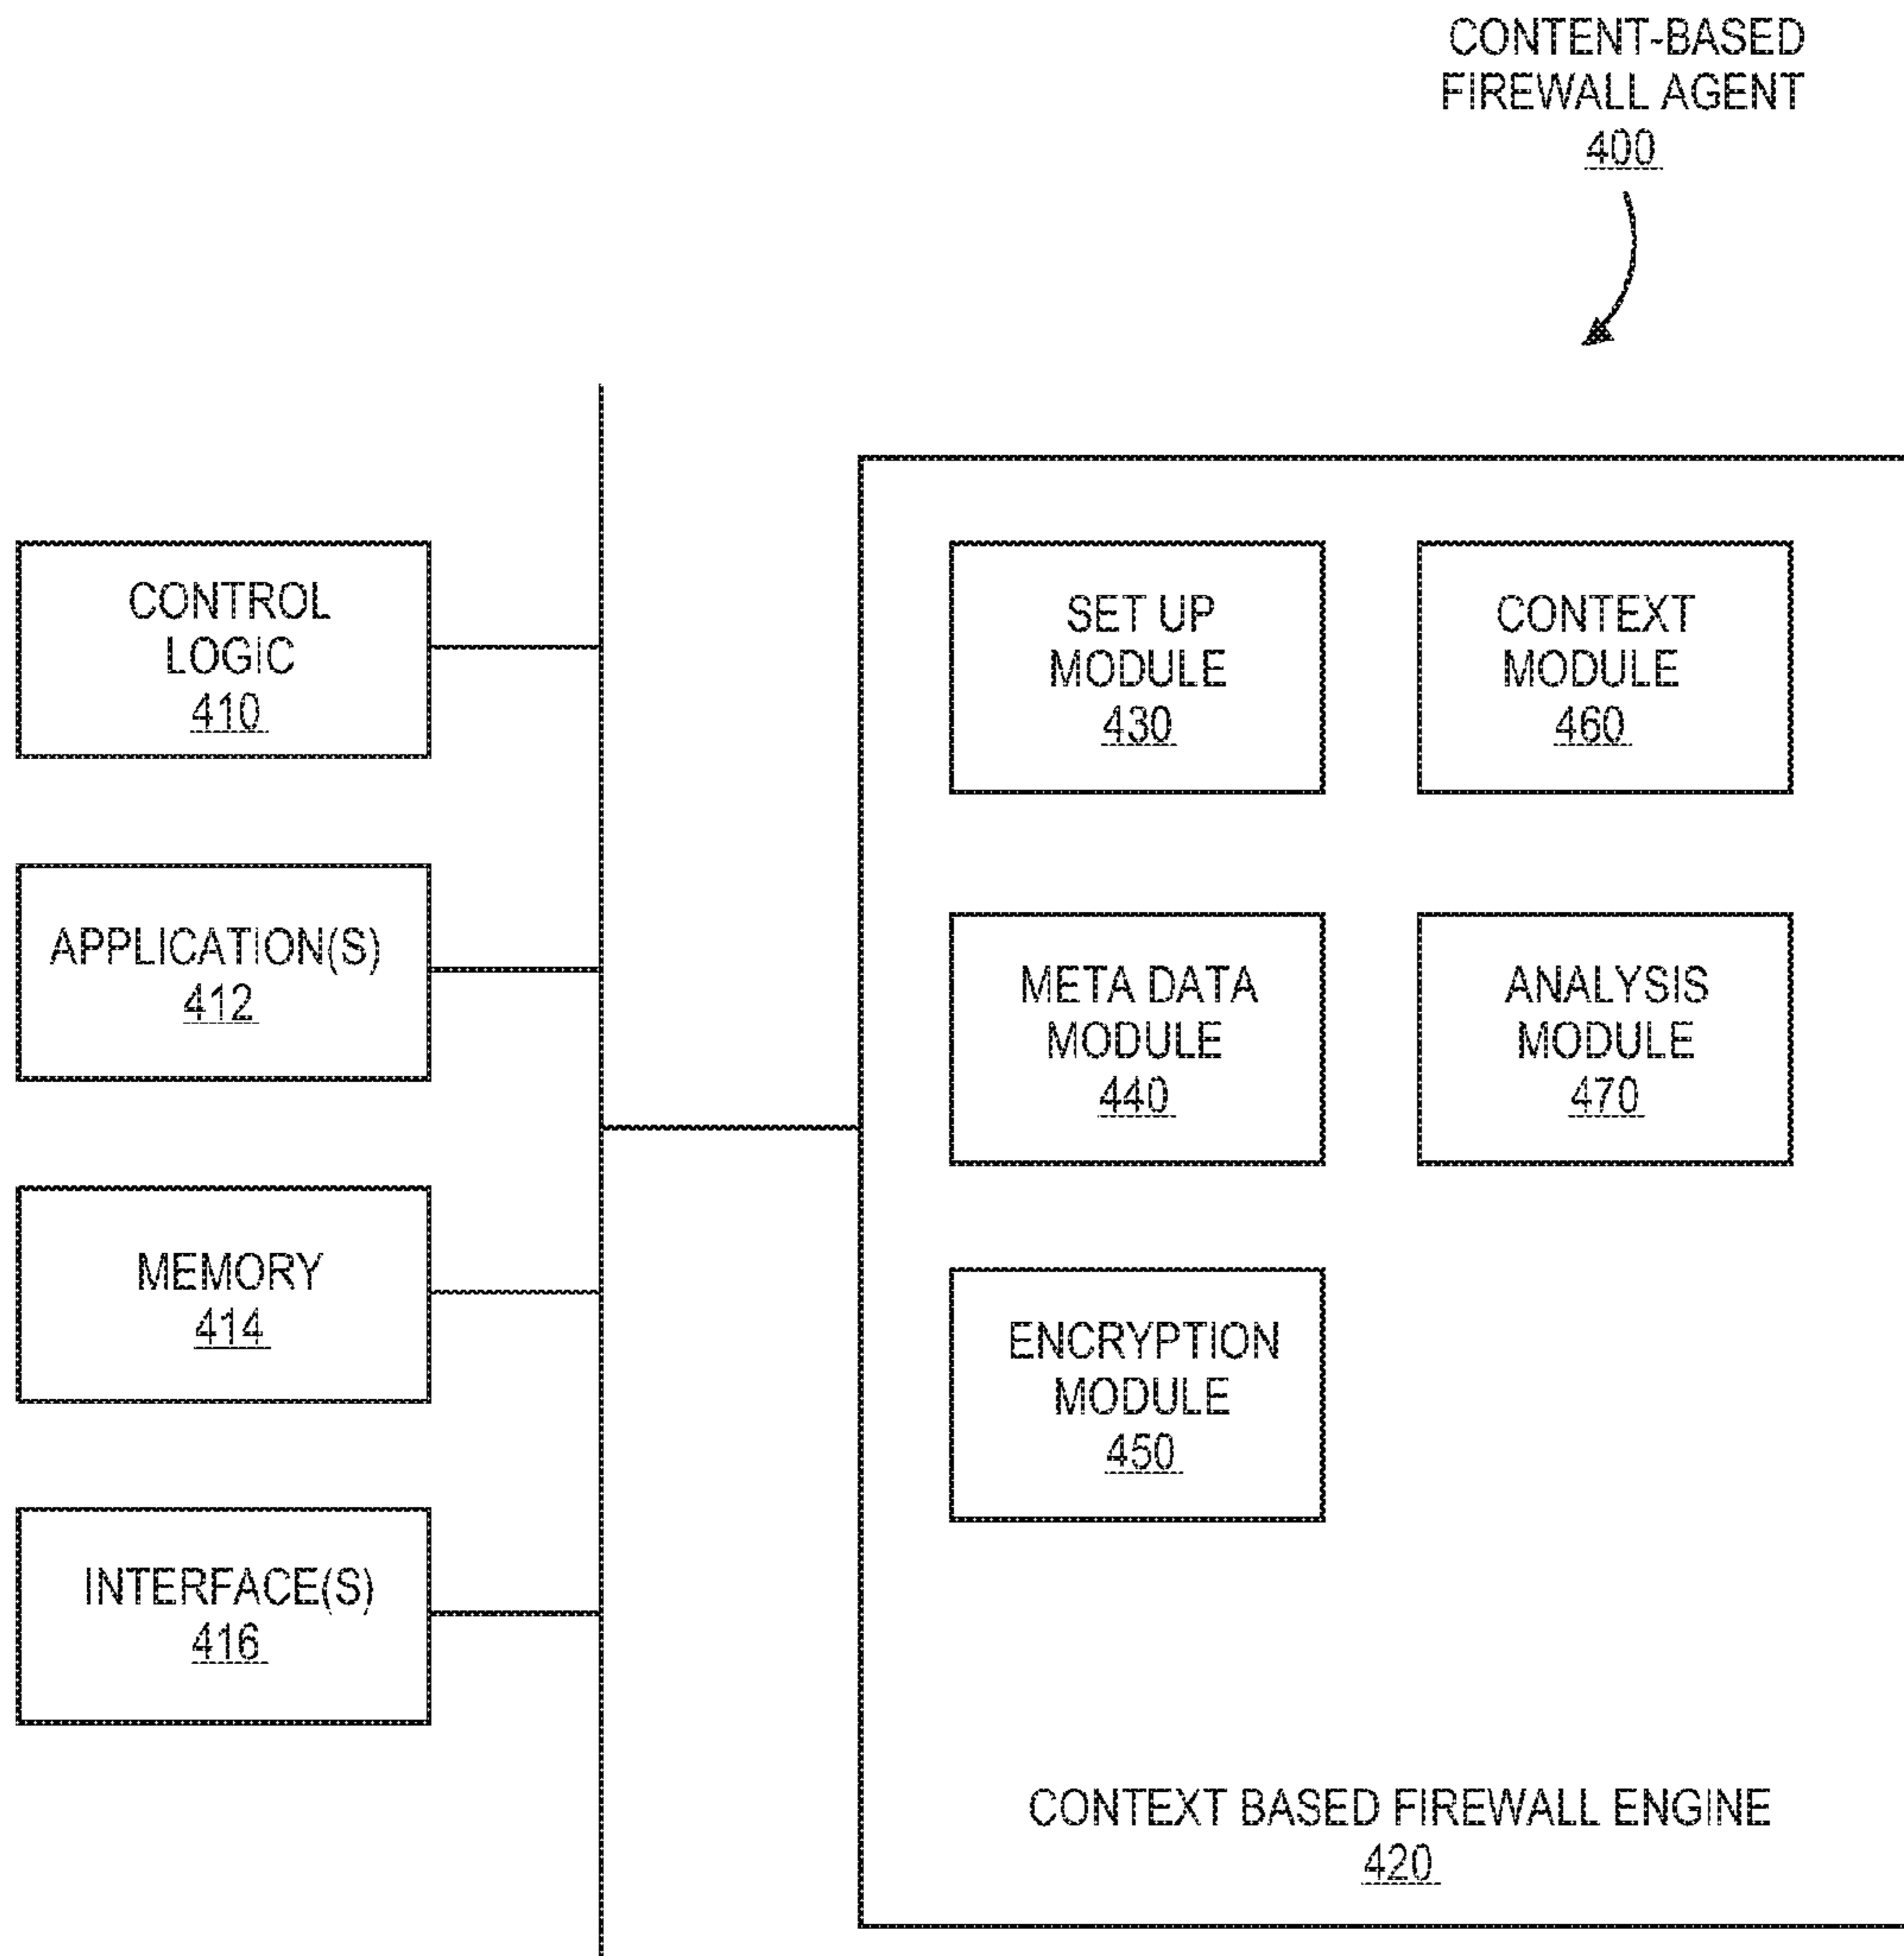 CONTENT-BASED
FIREWALL AGENT
400
CONTROL
LOGIC
410
APPLICATION(S)
412
MEMORY
414
INTERFACE(S)
416
SET UP
MODULE
430
CONTEXT
MODULE
460
META DATA
MODULE
440
ANALYSIS
MODULE
470
ENCRYPTION
MODULE
450
CONTEXT BASED FIREWALL ENGINE
420